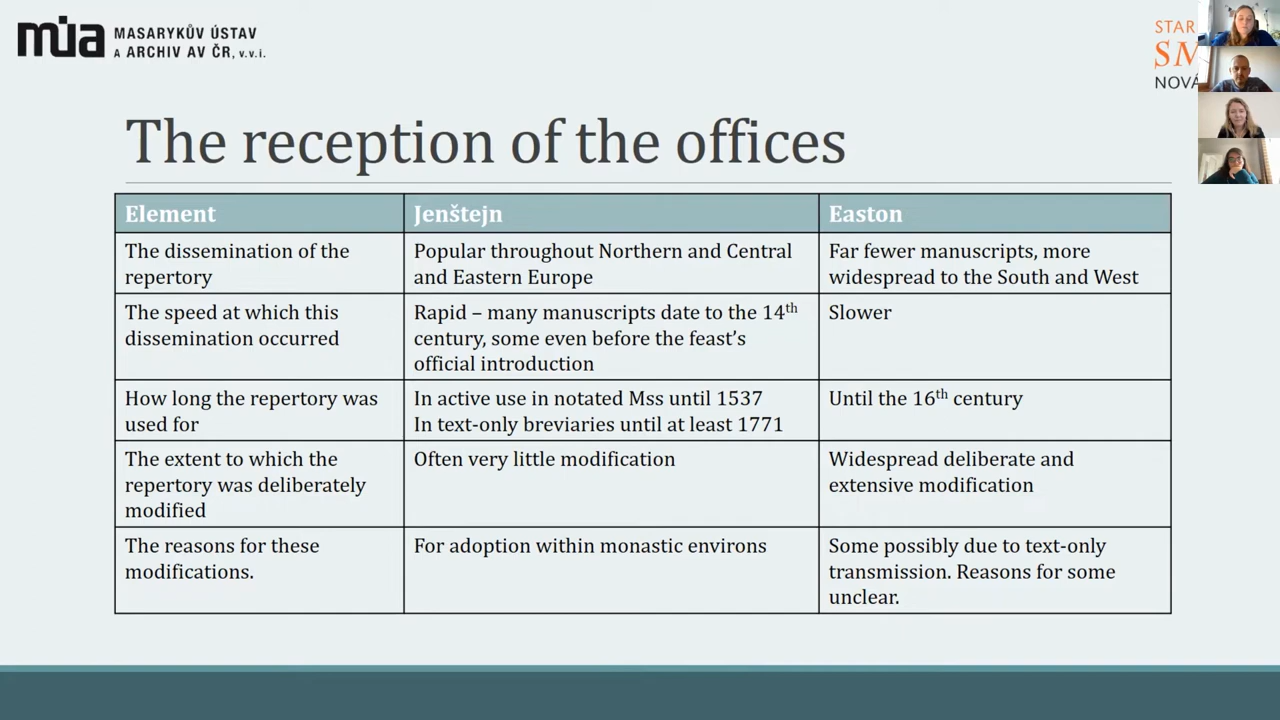 mua MASARYKŮV ÚSTAV
a ARCHIV AV ČR, v.v.i.
STAR
SM
NOVÁ
The reception of the offices
Element Jenštejn Easton
The dissemination of the repertory
Popular throughout Northern and Central and Eastern Europe
Far fewer manuscripts, more widespread to the South and West
The speed at which this dissemination occurred
Rapid – many manuscripts date to the 14th century, some even before the feast’s official introduction
Slower
How long the repertory was used for
In active use in notated Mss until 1537
In text-only breviaries until at least 1771
Until the 16th century
The extent to which the repertory was deliberately modified
Often very little modification
Widespread deliberate and extensive modification
The reasons for these modifications.
For adoption within monastic environs
Some possibly due to text-only transmission. Reasons for some unclear.